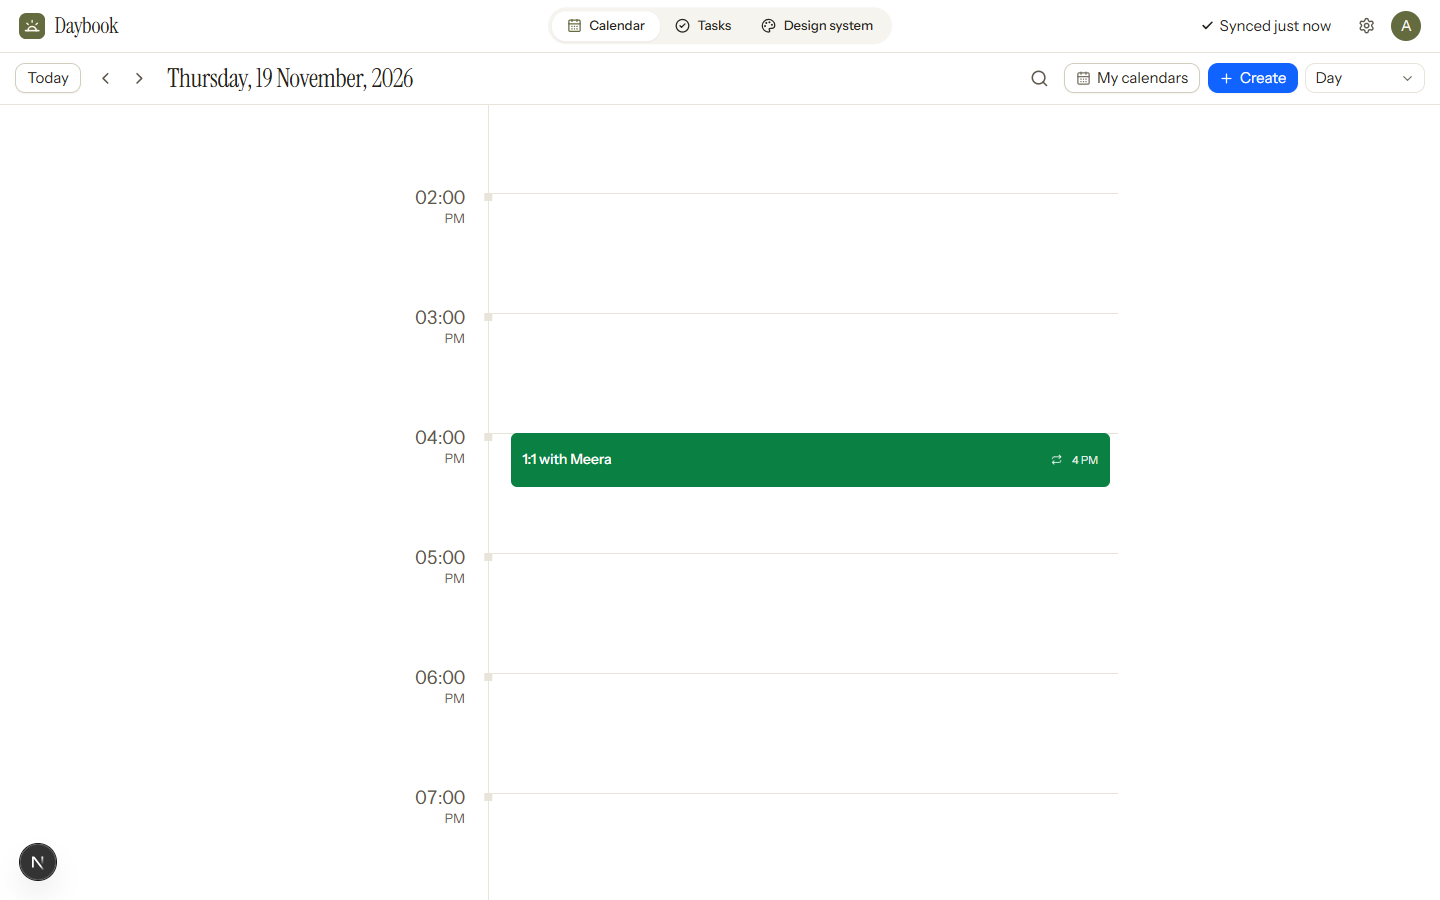 Daybook
Calendar
Tasks
Design system
Synced just now
A
Today
Thursday, 19 November, 2026
My calendars
Create
Day
02:00
PM
03:00
PM
04:00
PM
1:1 with Meera
4 PM
05:00
PM
06:00
PM
07:00
PM
N